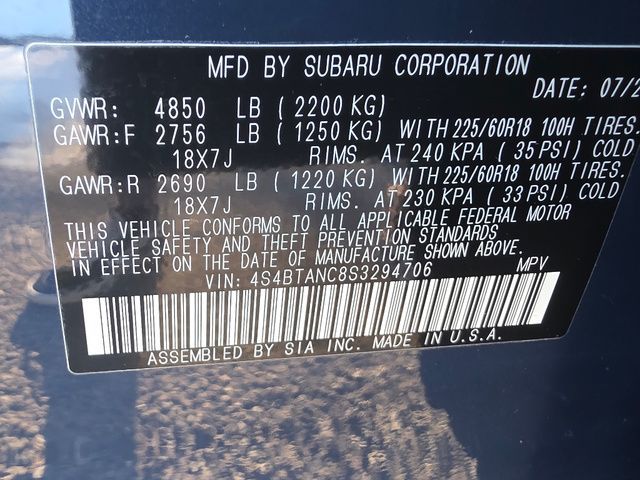 MFD BY SUBARU CORPORATION
DATE: 07/2
GVWR: 4850 LB (2200 KG)
GAWR:F 2756 LB (1250 KG) WITH 225/60R18 100H TIRES.
18X7J RIMS. AT 240 KPA (35 PSI) COLD
GAWR:R 2690 LB (1220 KG) WITH 225/60R18 100H TIRES.
18X7J RIMS. AT 230 KPA (33 PSI) COLD
THIS VEHICLE CONFORMS TO ALL APPLICABLE FEDERAL MOTOR
VEHICLE SAFETY AND THEFT PREVENTION STANDARDS
IN EFFECT ON THE DATE OF MANUFACTURE SHOWN ABOVE.
VIN: 4S4BTANC8S3294706 MPV
ASSEMBLED BY SIA INC. MADE IN U.S.A.